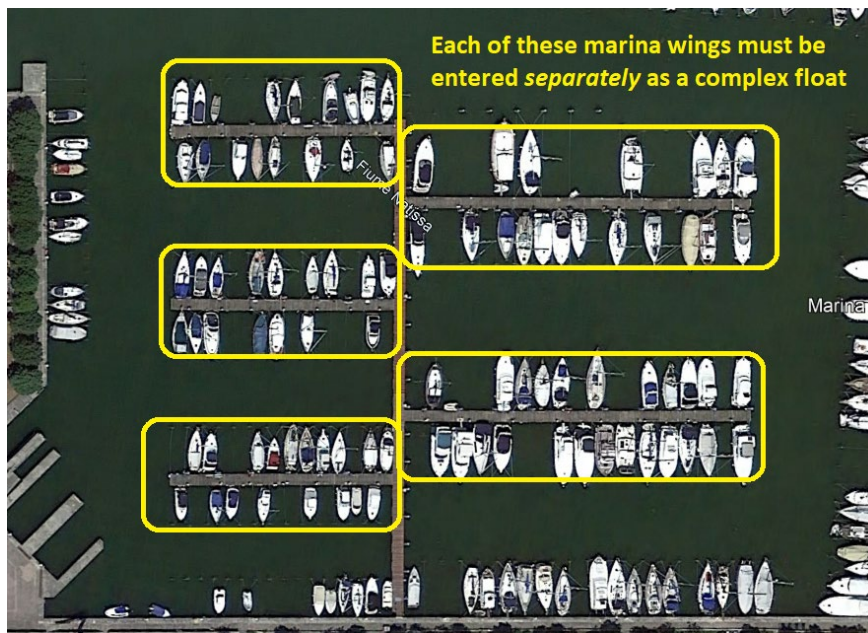 Each of these marina wings must be
entered separately as a complex float
Fiume Natissa
Marina